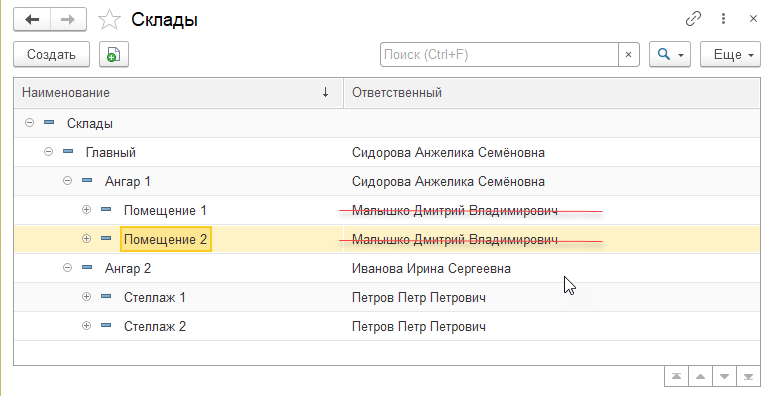 Склады
Создать
Поиск (Ctrl+F)
Еще
Наименование Ответственный
Склады
Главный Сидорова Анжелика Семёновна
Ангар 1 Сидорова Анжелика Семёновна
Помещение 1 Малышко Дмитрий Владимирович
Помещение 2 Малышко Дмитрий Владимирович
Ангар 2 Иванова Ирина Сергеевна
Стеллаж 1 Петров Петр Петрович
Стеллаж 2 Петров Петр Петрович